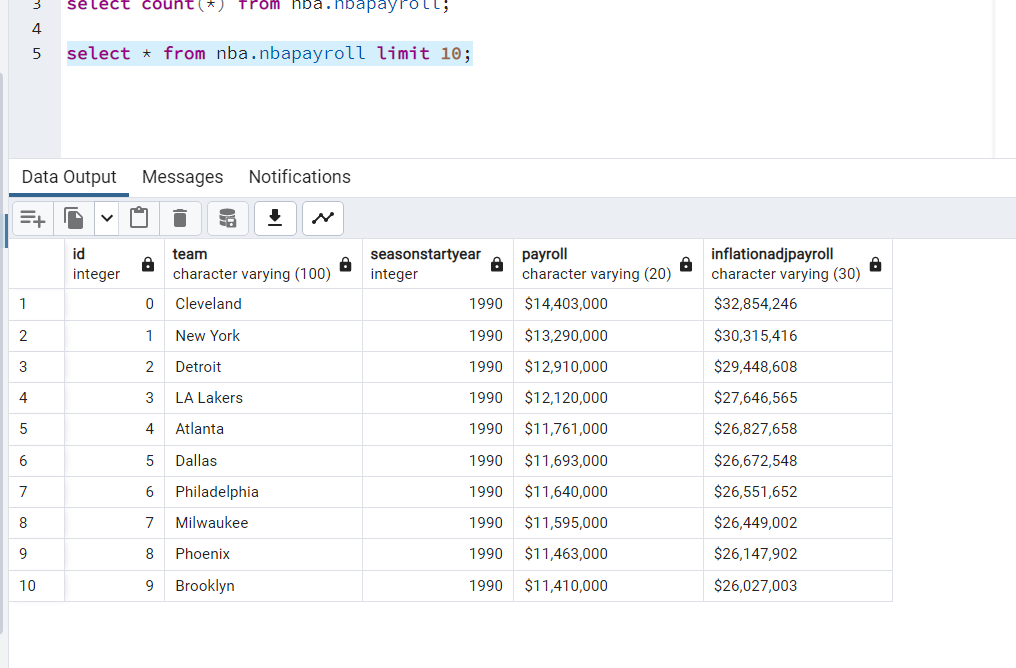 3 select count(*) from nba.nbapayroll;
4
5 select * from nba.nbapayroll limit 10;
Data Output Messages Notifications
id team seasonstartyear payroll inflationadjpayroll
integer character varying (100) integer character varying (20) character varying (30)
1 0 Cleveland 1990 $14,403,000 $32,854,246
2 1 New York 1990 $13,290,000 $30,315,416
3 2 Detroit 1990 $12,910,000 $29,448,608
4 3 LA Lakers 1990 $12,120,000 $27,646,565
5 4 Atlanta 1990 $11,761,000 $26,827,658
6 5 Dallas 1990 $11,693,000 $26,672,548
7 6 Philadelphia 1990 $11,640,000 $26,551,652
8 7 Milwaukee 1990 $11,595,000 $26,449,002
9 8 Phoenix 1990 $11,463,000 $26,147,902
10 9 Brooklyn 1990 $11,410,000 $26,027,003